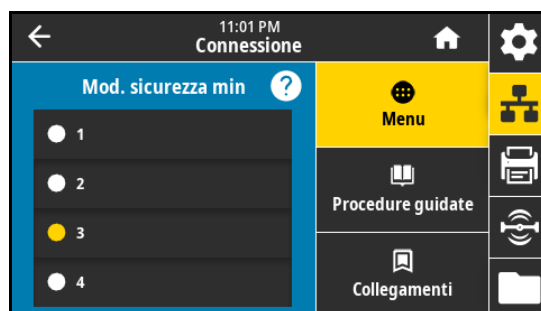 11:01 PM
Connessione
Mod. sicurezza min
?
1
2
3
4
Menu
Procedure guidate
Collegamenti